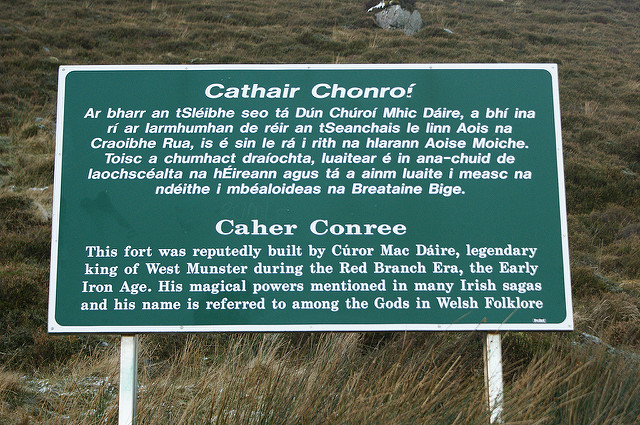 Cathair Chonroí
Ar bharr an tSléibhe seo tá Dún Chúroí Mhic Dáire, a bhí ina
rí ar Iarmhumhan de réir an tSeanchais le linn Aois na
Craoibhe Rua, is é sin le rá i rith na hIarann Aoise Moiche.
Toisc a chumhact draíochta, luaitear é in ana-chuid de
laochscéalta na hÉireann agus tá a ainm luaite i measc na
ndéithe i mbéaloideas na Breataine Bige.
Caher Conree
This fort was reputedly built by Cúror Mac Dáire, legendary
king of West Munster during the Red Branch Era, the Early
Iron Age. His magical powers mentioned in many Irish sagas
and his name is referred to among the Gods in Welsh Folklore